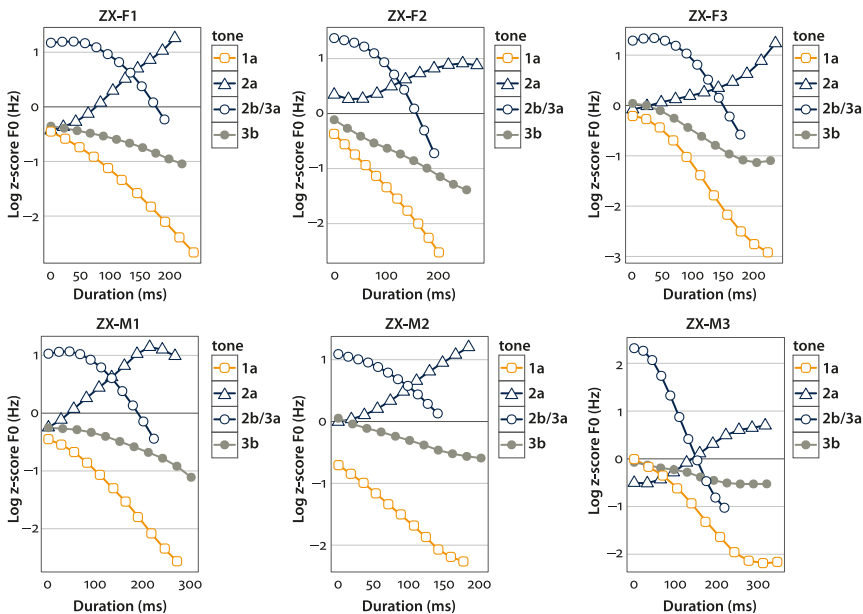 ZX-F1
Log z-score F0 (Hz)
1
0
−1
−2
0 50 100 150 200
Duration (ms)
tone
1a
2a
2b/3a
3b
ZX-F2
Log z-score F0 (Hz)
1
0
−1
−2
0 100 200
Duration (ms)
tone
1a
2a
2b/3a
3b
ZX-F3
Log z-score F0 (Hz)
1
0
−1
−2
−3
0 50 100 150 200
Duration (ms)
tone
1a
2a
2b/3a
3b
ZX-M1
Log z-score F0 (Hz)
1
0
−1
−2
0 100 200 300
Duration (ms)
tone
1a
2a
2b/3a
3b
ZX-M2
Log z-score F0 (Hz)
1
0
−1
−2
0 50 100 150 200
Duration (ms)
tone
1a
2a
2b/3a
3b
ZX-M3
Log z-score F0 (Hz)
2
1
0
−1
−2
0 100 200 300
Duration (ms)
tone
1a
2a
2b/3a
3b